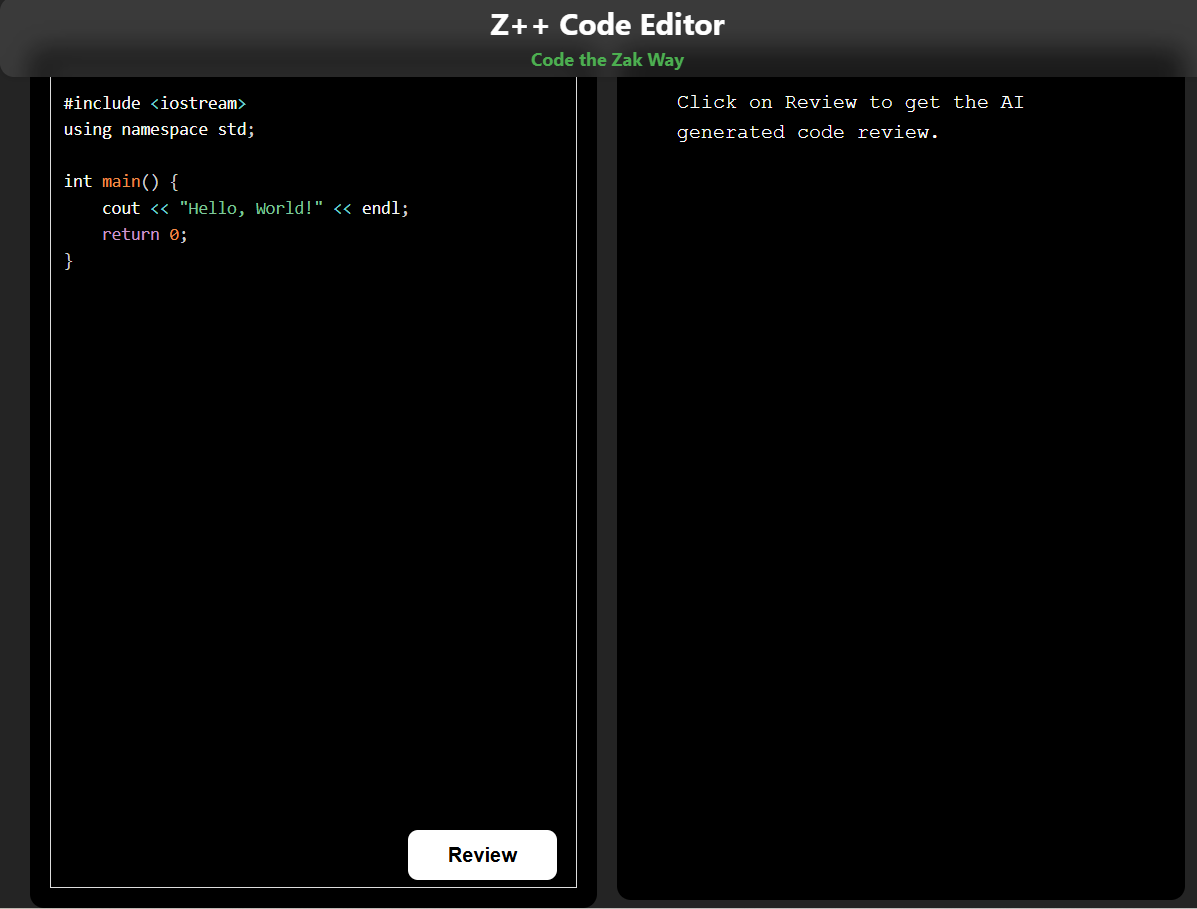 Z++ Code Editor
Code the Zak Way
#include <iostream>
using namespace std;

int main() {
    cout << "Hello, World!" << endl;
    return 0;
}
Review
Click on Review to get the AI
generated code review.